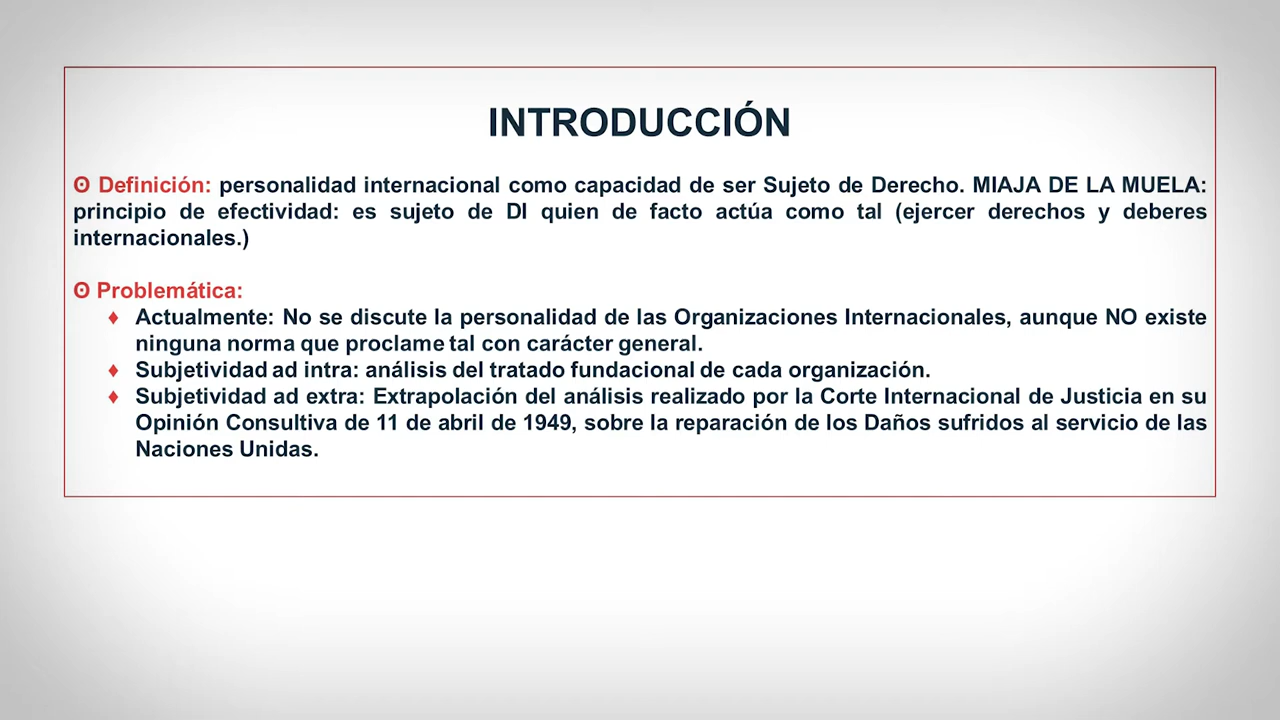 INTRODUCCIÓN
ʘ Definición: personalidad internacional como capacidad de ser Sujeto de Derecho. MIAJA DE LA MUELA:
principio de efectividad: es sujeto de DI quien de facto actúa como tal (ejercer derechos y deberes
internacionales.)
ʘ Problemática:
♦ Actualmente: No se discute la personalidad de las Organizaciones Internacionales, aunque NO existe
ninguna norma que proclame tal con carácter general.
♦ Subjetividad ad intra: análisis del tratado fundacional de cada organización.
♦ Subjetividad ad extra: Extrapolación del análisis realizado por la Corte Internacional de Justicia en su
Opinión Consultiva de 11 de abril de 1949, sobre la reparación de los Daños sufridos al servicio de las
Naciones Unidas.